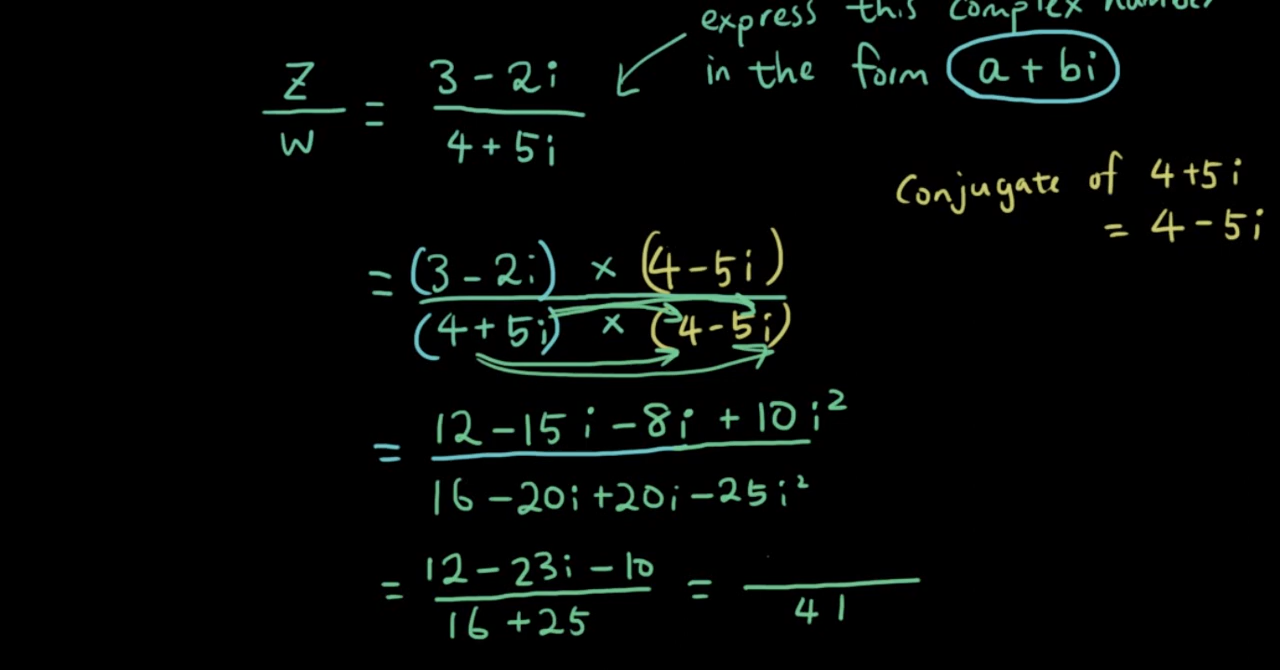 express this complex number
in the form a + bi
z/w = (3 - 2i)/(4 + 5i)
Conjugate of 4+5i
= 4 - 5i
= (3 - 2i) × (4 - 5i) / (4 + 5i) × (4 - 5i)
= (12 - 15i - 8i + 10i²)/(16 - 20i + 20i - 25i²)
= (12 - 23i - 10)/(16 + 25) = /41